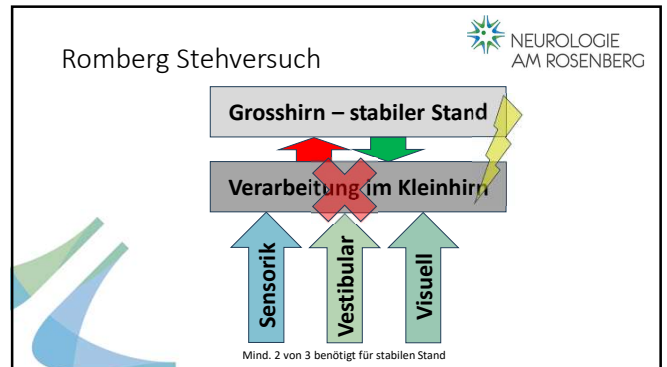 Romberg Stehversuch
NEUROLOGIE
AM ROSENBERG
Grosshirn – stabiler Stand
Verarbeitung im Kleinhirn
Sensorik
Vestibular
Visuell
Mind. 2 von 3 benötigt für stabilen Stand